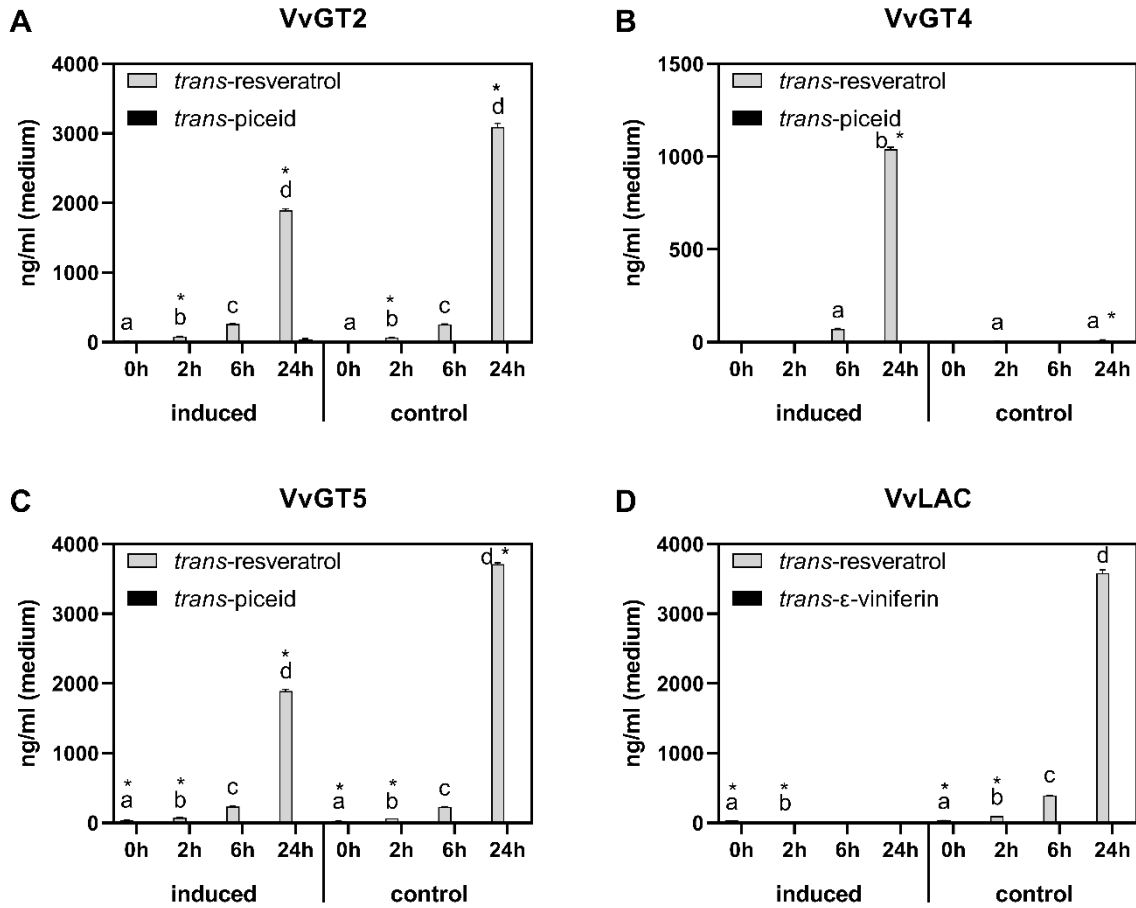 A
VvGT2
ng/ml (medium)
4000
3000
2000
1000
0
trans-resveratrol
trans-piceid
a
* b
c
* d
a
* b
c
* d
0h 2h 6h 24h 0h 2h 6h 24h
induced control
B
VvGT4
ng/ml (medium)
1500
1000
500
0
trans-resveratrol
trans-piceid
a
b *
a
a *
0h 2h 6h 24h 0h 2h 6h 24h
induced control
C
VvGT5
ng/ml (medium)
4000
3000
2000
1000
0
trans-resveratrol
trans-piceid
* a
* b
c
* d
* a
* b
c
d *
0h 2h 6h 24h 0h 2h 6h 24h
induced control
D
VvLAC
ng/ml (medium)
4000
3000
2000
1000
0
trans-resveratrol
trans-ε-viniferin
* a
* b
* a
* b
c
d
0h 2h 6h 24h 0h 2h 6h 24h
induced control